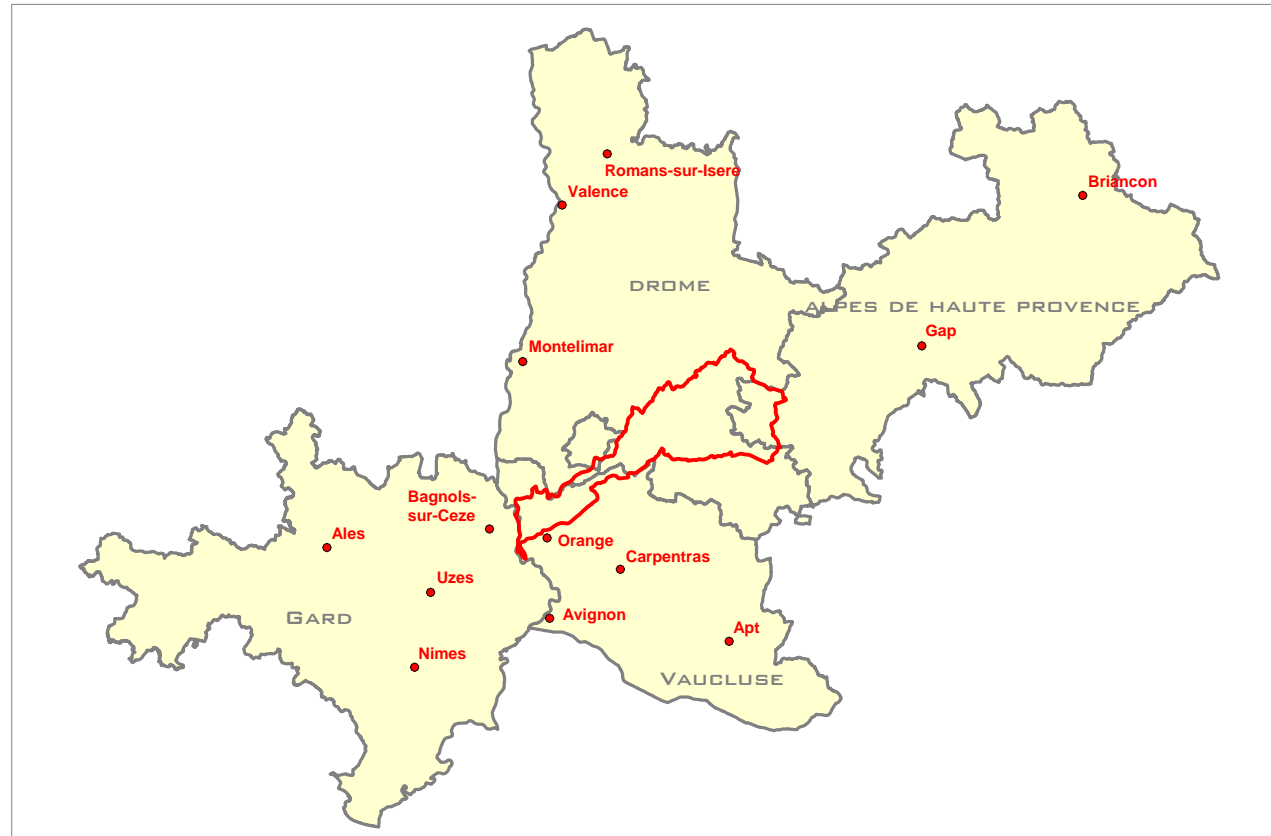 Romans-sur-Isere
Valence
Briancon
DROME
ALPES DE HAUTE PROVENCE
Gap
Montelimar
Bagnols-
sur-Ceze
Ales
Orange
Carpentras
Uzes
GARD
Avignon
Apt
Nimes
VAUCLUSE